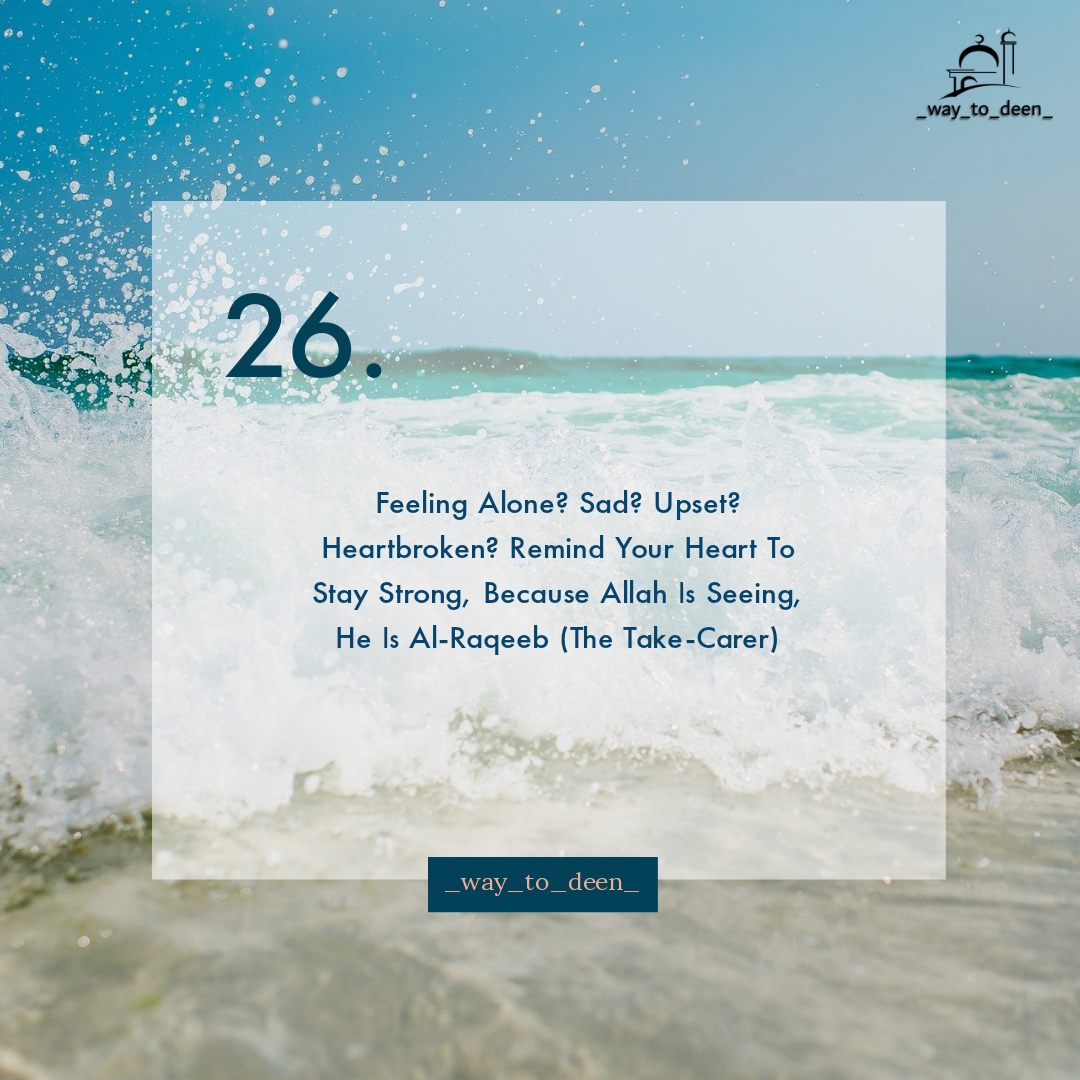 _way_to_deen_
26.
Feeling Alone? Sad? Upset?
Heartbroken? Remind Your Heart To
Stay Strong, Because Allah Is Seeing,
He Is Al-Raqeeb (The Take-Carer)
_way_to_deen_